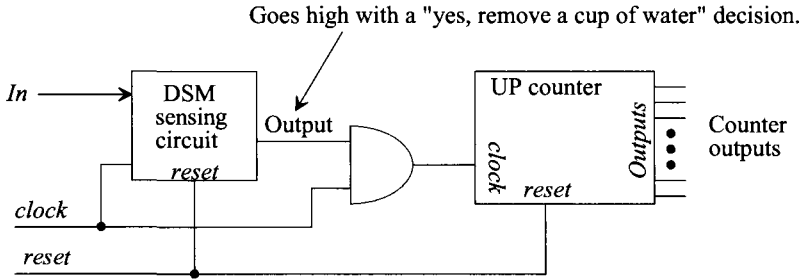 Goes high with a "yes, remove a cup of water" decision.
In
DSM
sensing
circuit
reset
Output
UP counter
clock
reset
Outputs
Counter
outputs
clock
reset